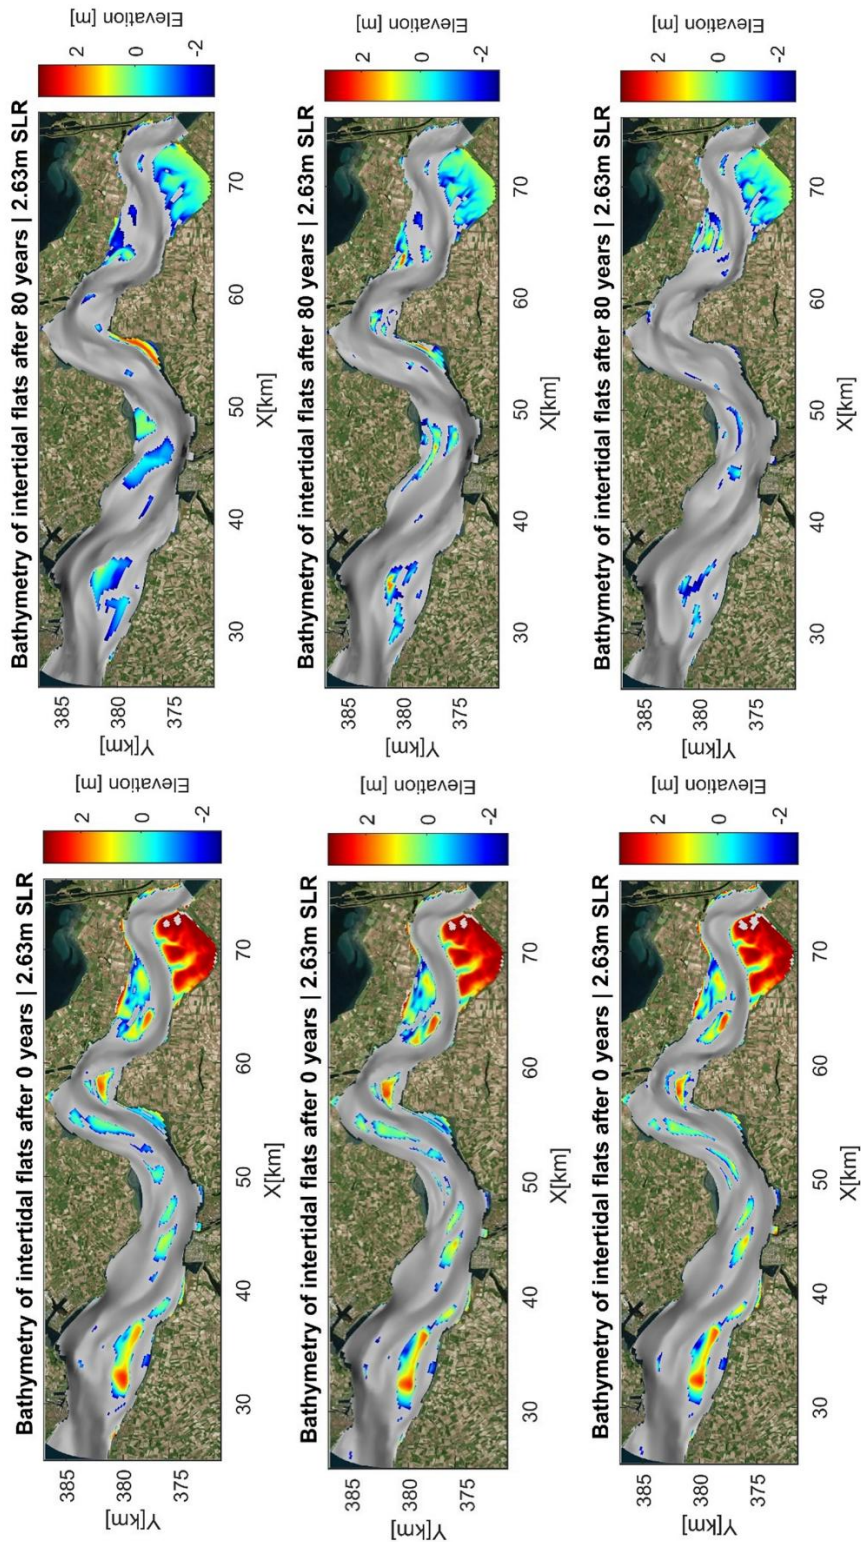 Bathymetry of intertidal flats after 0 years | 2.63m SLR
Y[km]
385
380
375
30 40 50 60 70
X[km]
2
0
-2
Elevation [m]
Bathymetry of intertidal flats after 80 years | 2.63m SLR
Y[km]
385
380
375
30 40 50 60 70
X[km]
2
0
-2
Elevation [m]
Bathymetry of intertidal flats after 0 years | 2.63m SLR
Y[km]
385
380
375
30 40 50 60 70
X[km]
2
0
-2
Elevation [m]
Bathymetry of intertidal flats after 80 years | 2.63m SLR
Y[km]
385
380
375
30 40 50 60 70
X[km]
2
0
-2
Elevation [m]
Bathymetry of intertidal flats after 0 years | 2.63m SLR
Y[km]
385
380
375
30 40 50 60 70
X[km]
2
0
-2
Elevation [m]
Bathymetry of intertidal flats after 80 years | 2.63m SLR
Y[km]
385
380
375
30 40 50 60 70
X[km]
2
0
-2
Elevation [m]